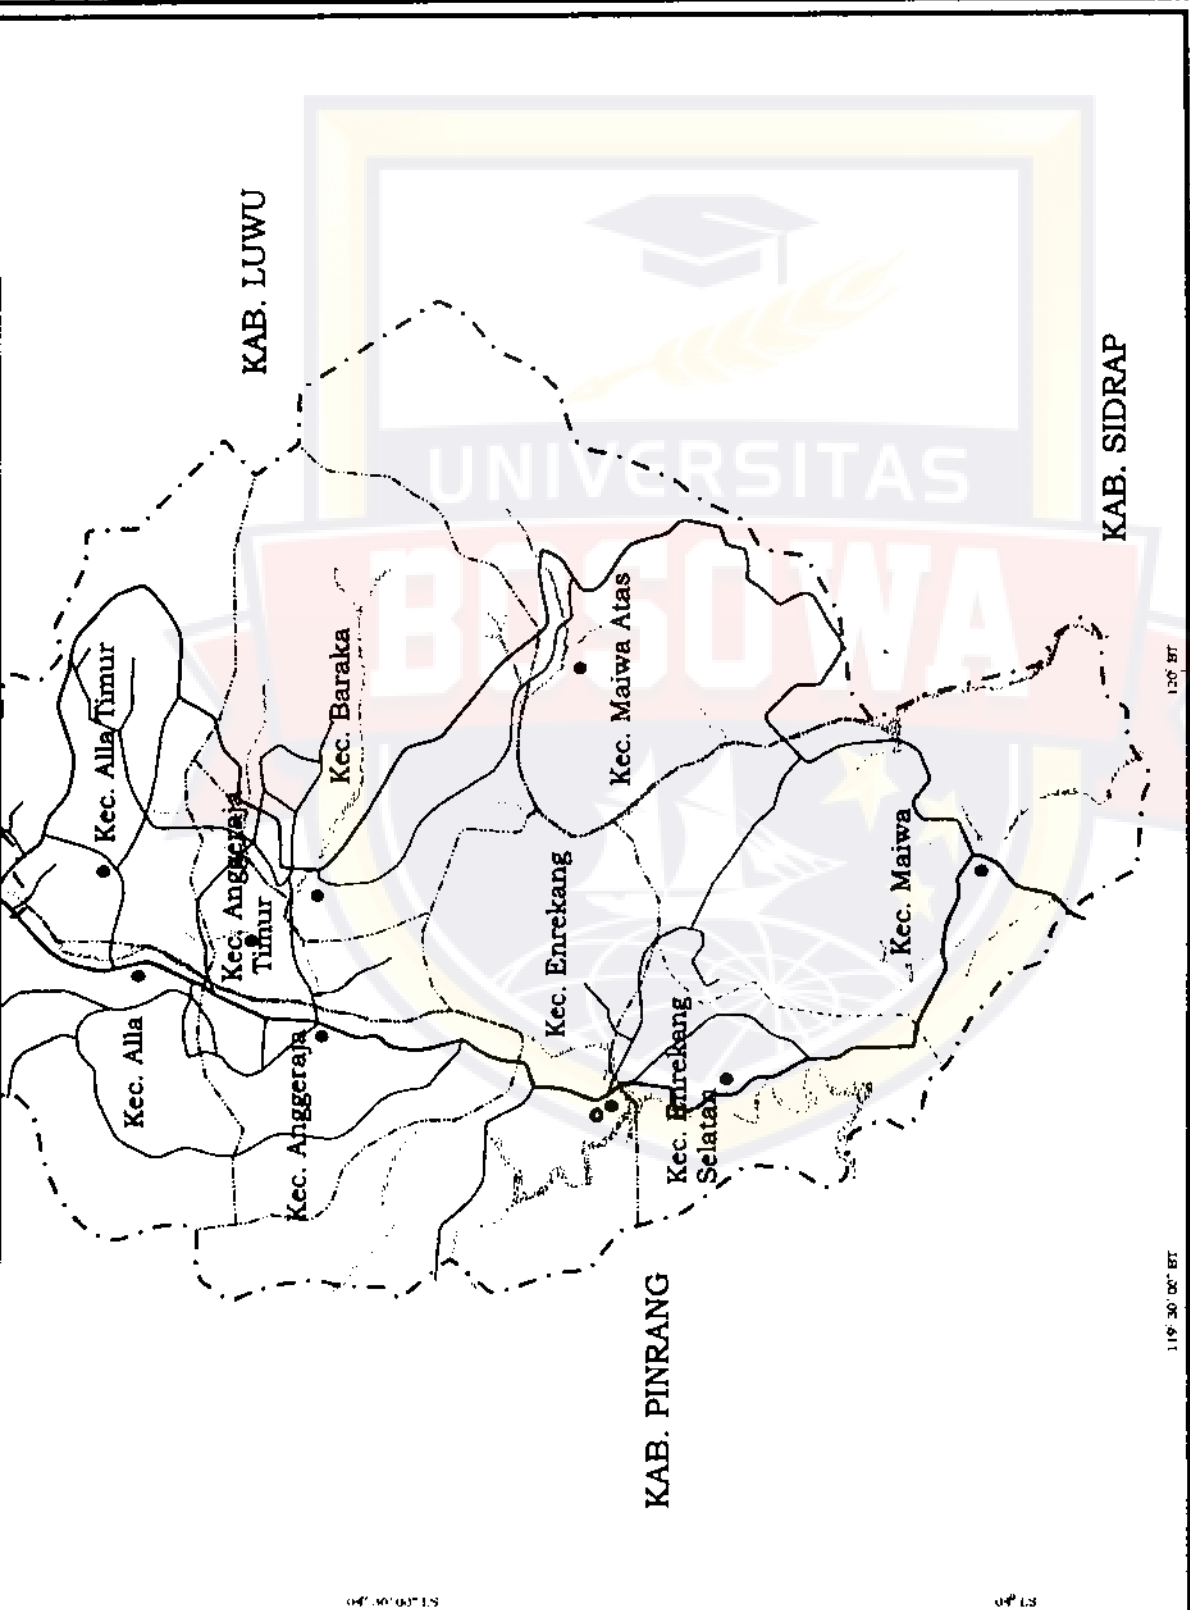 KAB. LUWU
KAB. SIDRAP
UNIVERSITAS
BOSOWA
Kec. Alla Timur
Kec. Baraka
Kec. Maiwa Atas
Kec. Anggeraja
Timur
Kec. Enrekang
Kec. Maiwa
Kec. Alla
Kec. Anggeraja
Kec. Enrekang
Selatan
KAB. PINRANG
120° BT
119° 30' 00" BT